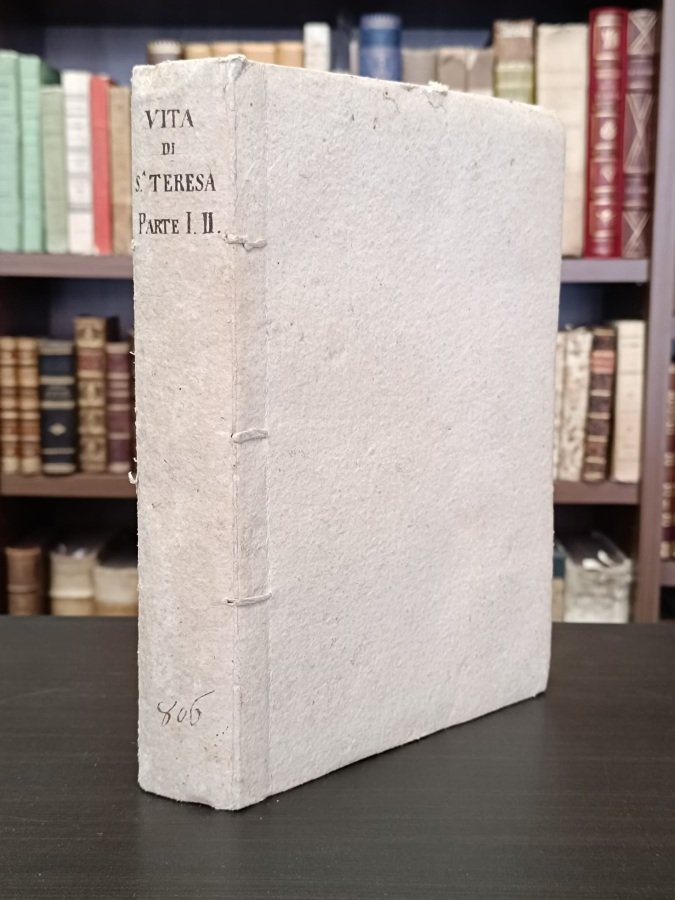 VITA
DI
S.ᴬ TERESA
PARTE I. II.
806